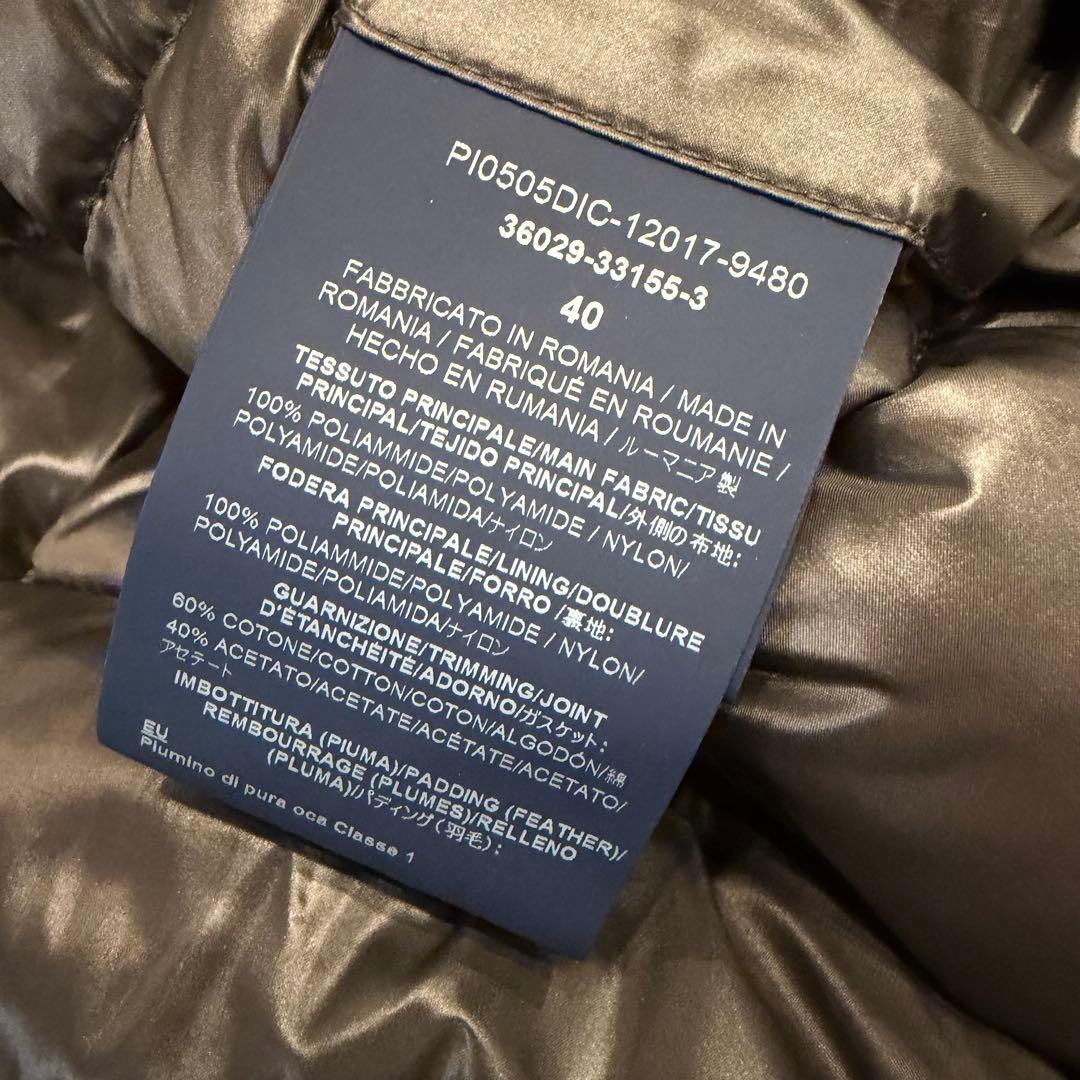 PI0505DIC-12017-9480
36029-33155-3
40
FABBRICATO IN ROMANIA / MADE IN
ROMANIA / FABRIQUÉ EN ROUMANIE /
HECHO EN RUMANIA / ルーマニア製
TESSUTO PRINCIPALE/MAIN FABRIC/TISSU
PRINCIPAL/TEJIDO PRINCIPAL/外側の布地:
100% POLIAMMIDE/POLYAMIDE / NYLON/
POLYAMIDE/POLIAMIDA/ナイロン
FODERA PRINCIPALE/LINING/DOUBLURE
PRINCIPALE/FORRO /裏地:
100% POLIAMMIDE/POLYAMIDE / NYLON/
POLYAMIDE/POLIAMIDA/ナイロン
GUARNIZIONE/TRIMMING/JOINT
D'ÉTANCHÉITÉ/ADORNO/ガスケット:
60% COTONE/COTTON/COTON/ALGODÓN/綿
40% ACETATO/ACETATE/ACÉTATE/ACETATO/
アセテート
IMBOTTITURA (PIUMA)/PADDING (FEATHER)/
REMBOURRAGE (PLUMES)/RELLENO
(PLUMA)/パディング(羽毛):
EU
Piumino di pura oca Classe 1